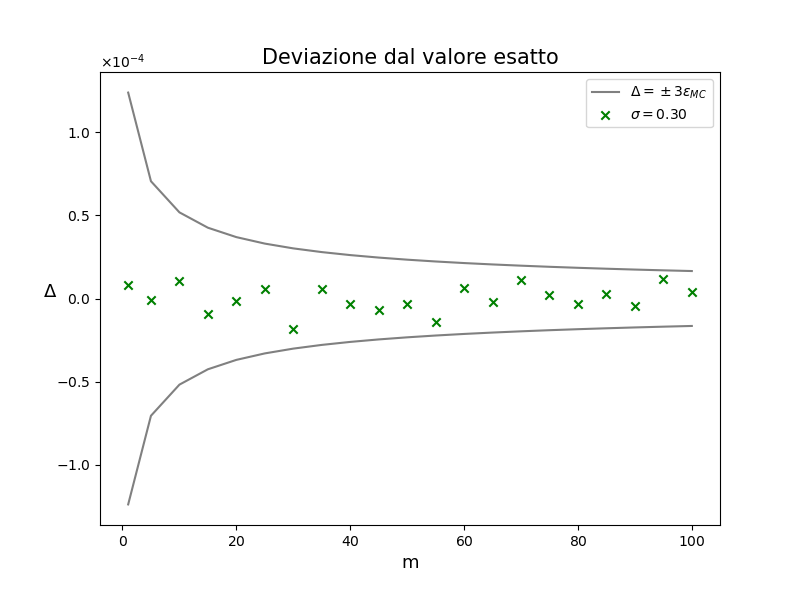 Deviazione dal valore esatto
×10⁻⁴
Δ = ±3ε_MC
σ = 0.30
1.0
0.5
0.0
−0.5
−1.0
Δ
0 20 40 60 80 100
m